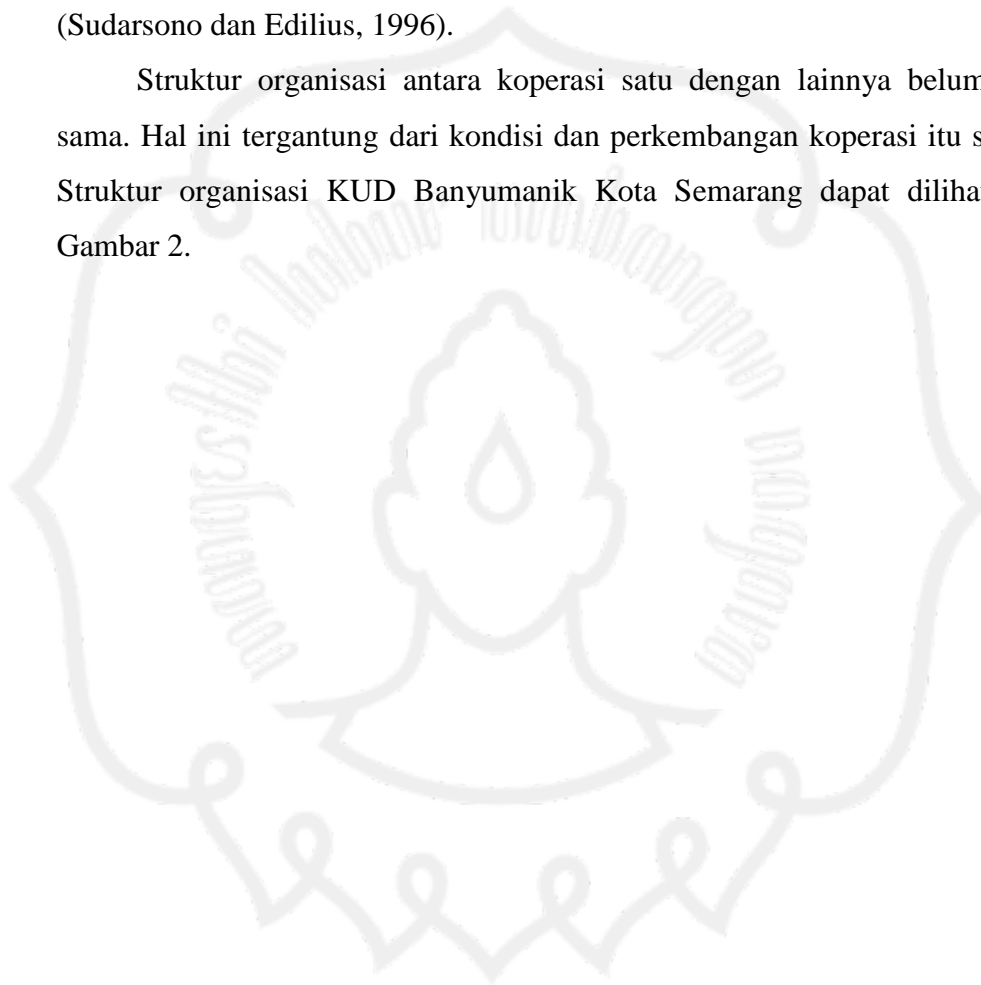 (Sudarsono dan Edilius, 1996).
Struktur organisasi antara koperasi satu dengan lainnya belum
sama. Hal ini tergantung dari kondisi dan perkembangan koperasi itu s
Struktur organisasi KUD Banyumanik Kota Semarang dapat diliha
Gambar 2.